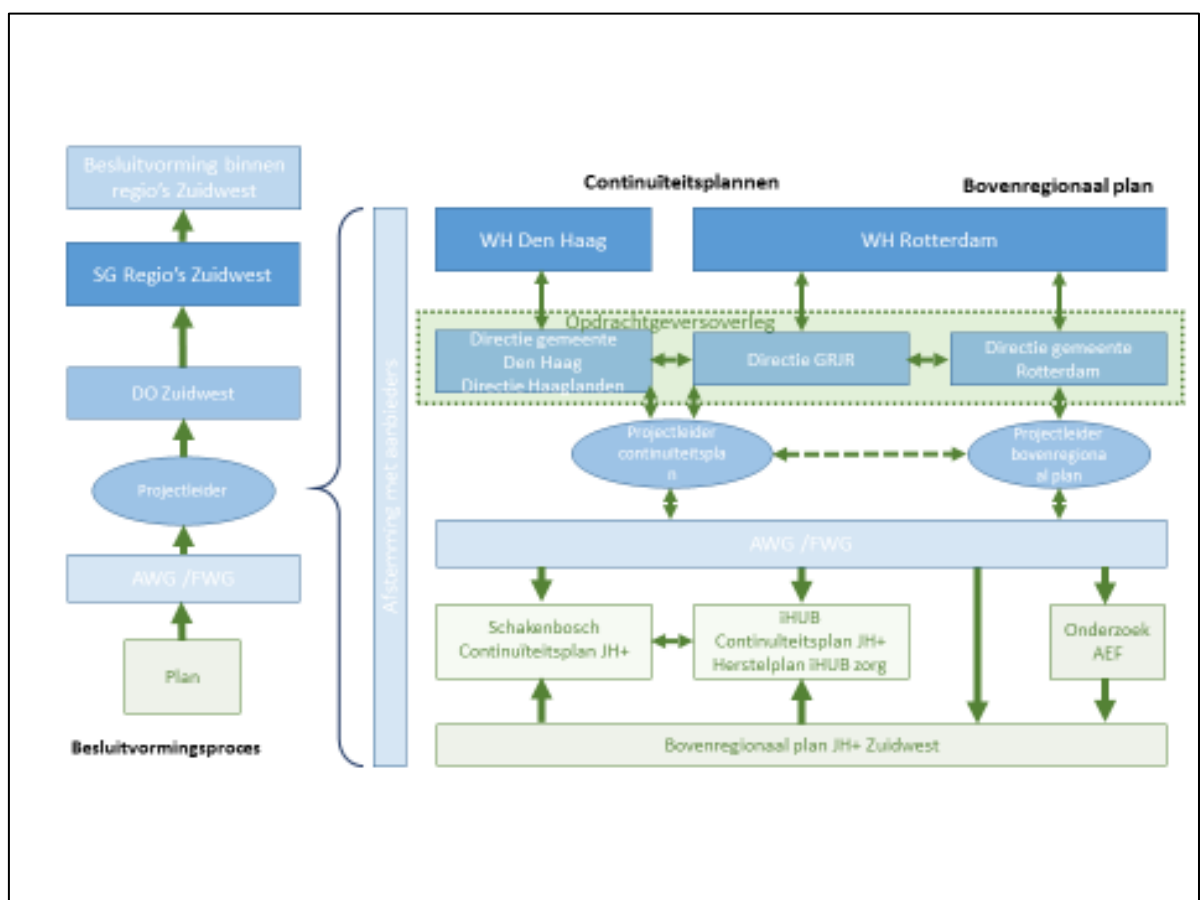 Besluitvorming binnen
regio's Zuidwest
SG Regio's Zuidwest
DO Zuidwest
Projectleider
AWG /FWG
Plan
Besluitvormingsproces
Afstemming met aanbieders
Continuïteitsplannen
Bovenregionaal plan
WH Den Haag
WH Rotterdam
Opdrachtgeversoverleg
Directie gemeente
Den Haag
Directie Haaglanden
Directie GRJR
Directie gemeente
Rotterdam
Projectleider
continuïteitspla
n
Projectleider
bovenregiona
al plan
AWG /FWG
Schakenbosch
Continuïteitsplan JH+
iHUB
Continuïteitsplan JH+
Herstelplan iHUB zorg
Onderzoek
AEF
Bovenregionaal plan JH+ Zuidwest